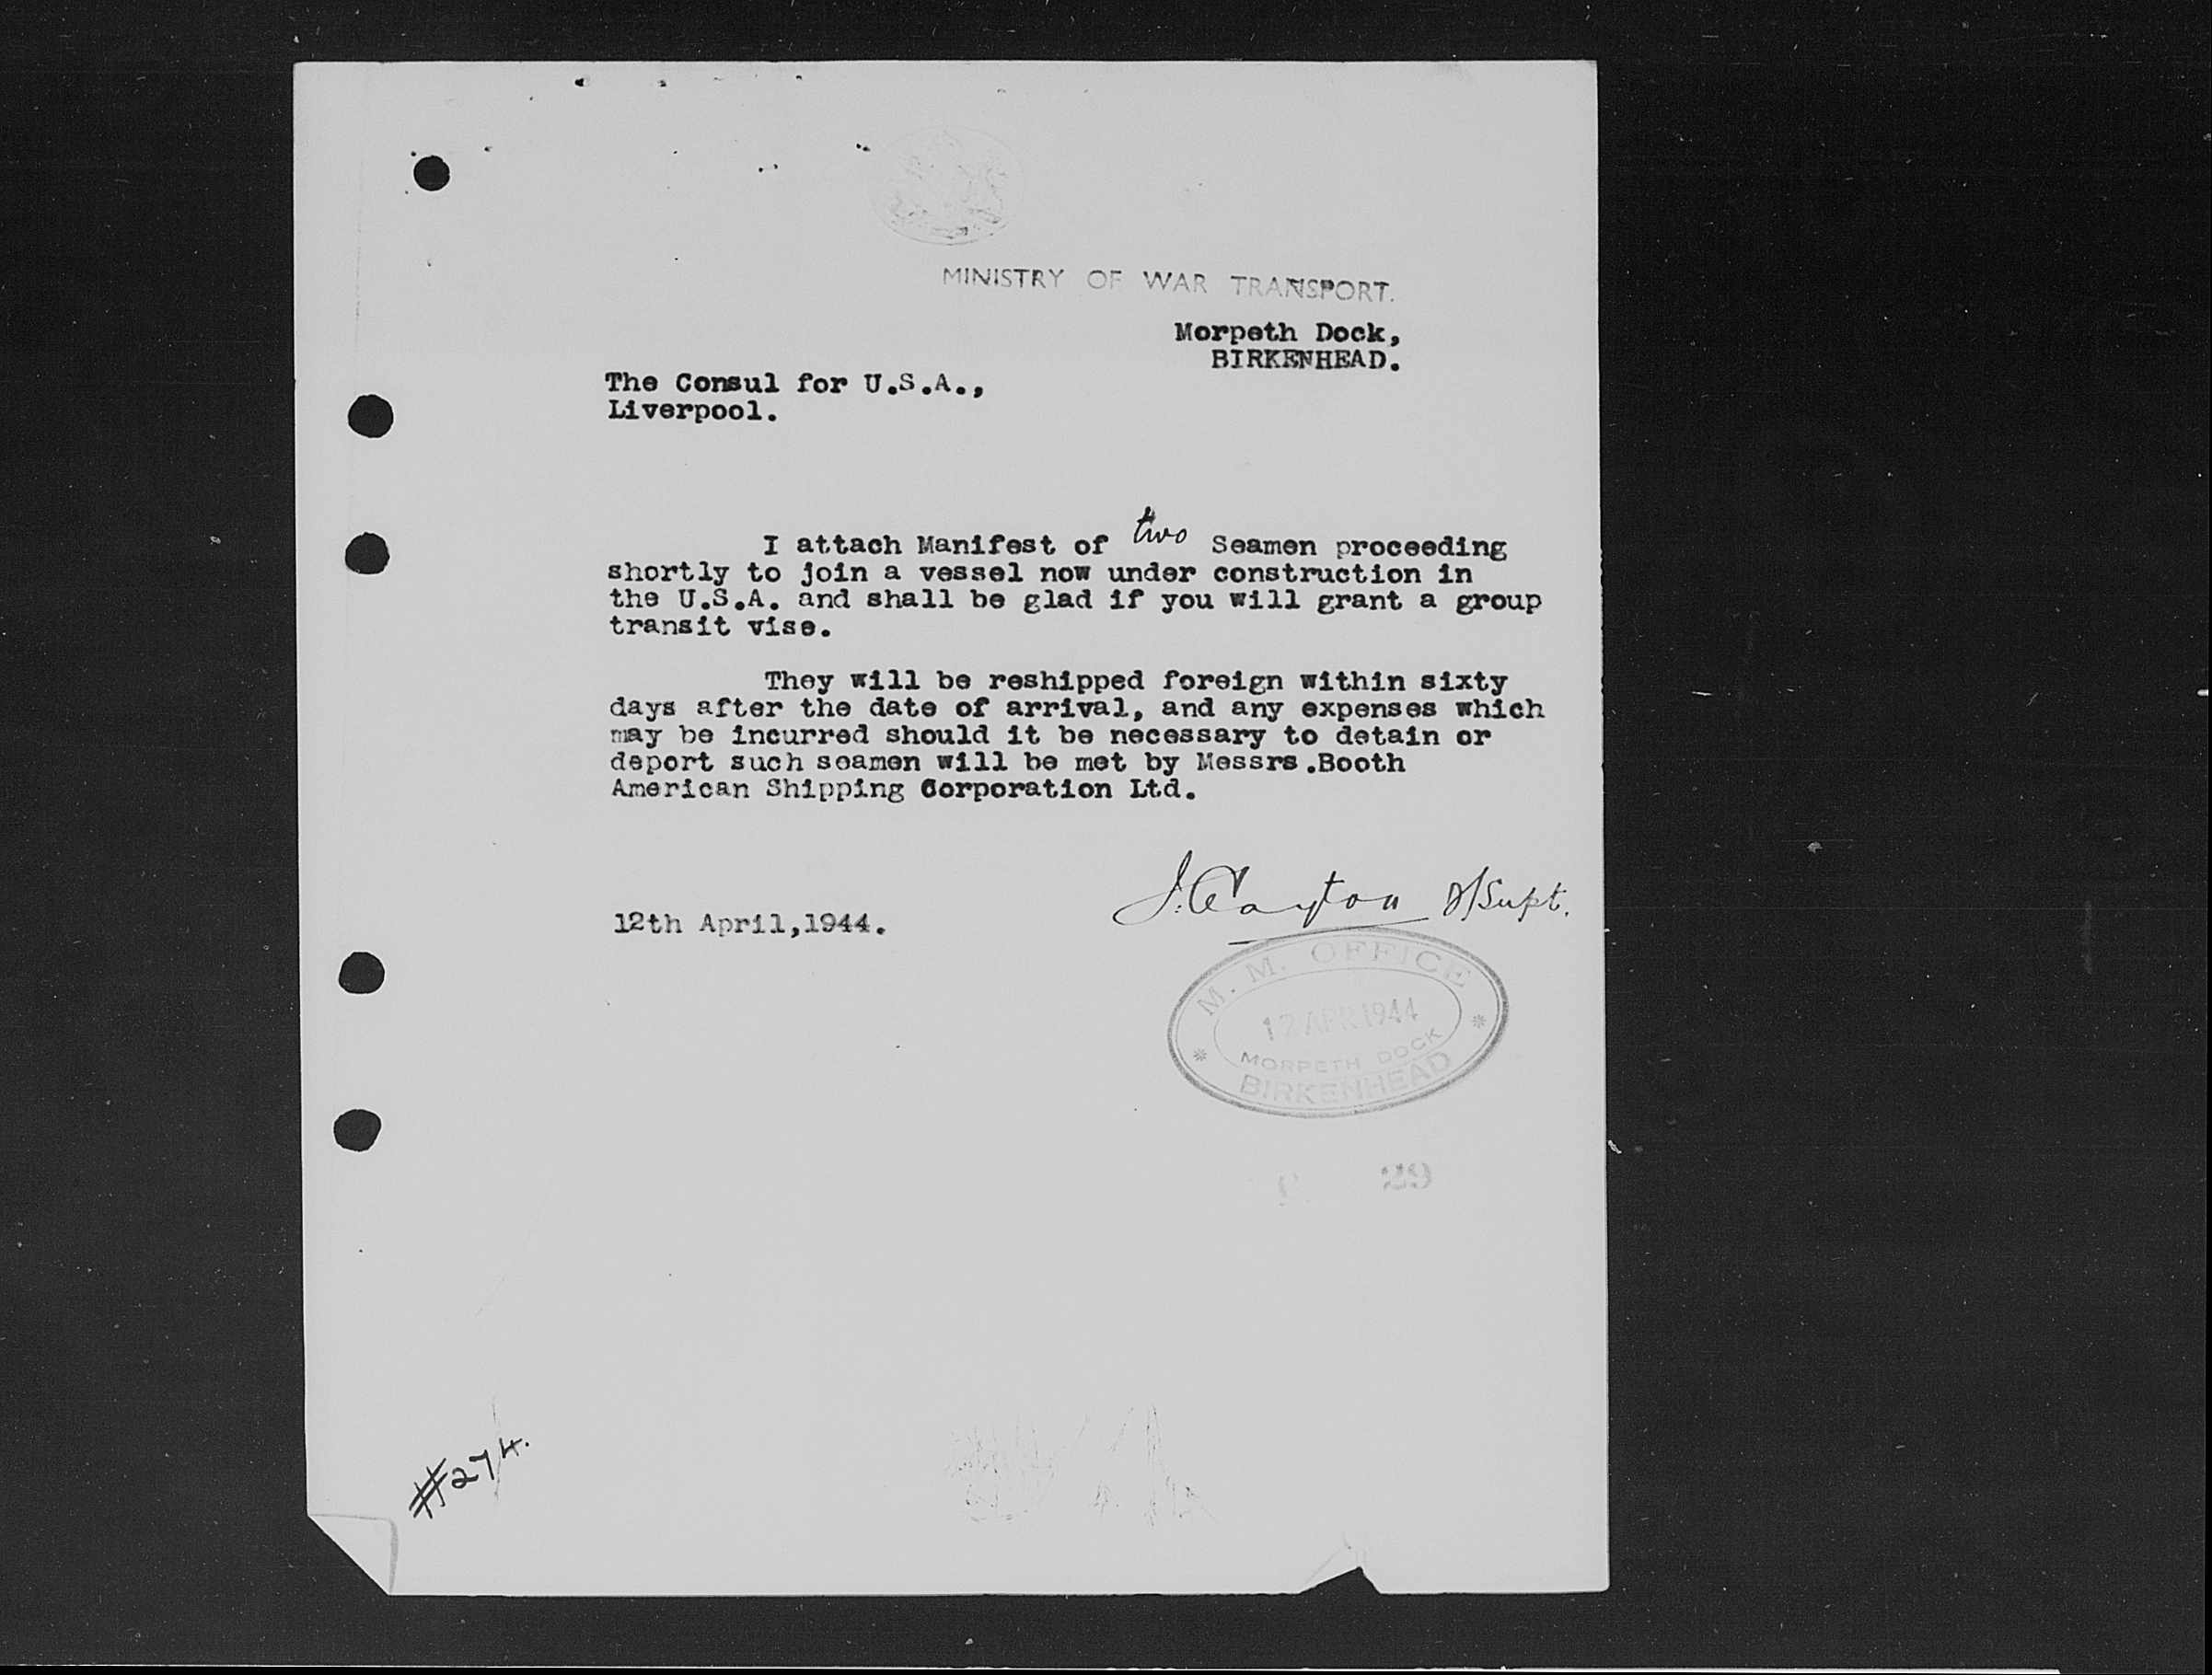 MINISTRY OF WAR TRANSPORT.
Morpeth Dock,
BIRKENHEAD.
The Consul for U.S.A.,
Liverpool.
I attach Manifest of two Seamen proceeding
shortly to join a vessel now under construction in
the U.S.A. and shall be glad if you will grant a group
transit vise.
They will be reshipped foreign within sixty
days after the date of arrival, and any expenses which
may be incurred should it be necessary to detain or
deport such seamen will be met by Messrs.Booth
American Shipping Corporation Ltd.
J. Clayton D/Supt.
12th April,1944.
M. M. OFFICE
12 APR 1944
MORPETH DOCK
BIRKENHEAD
29
#274.